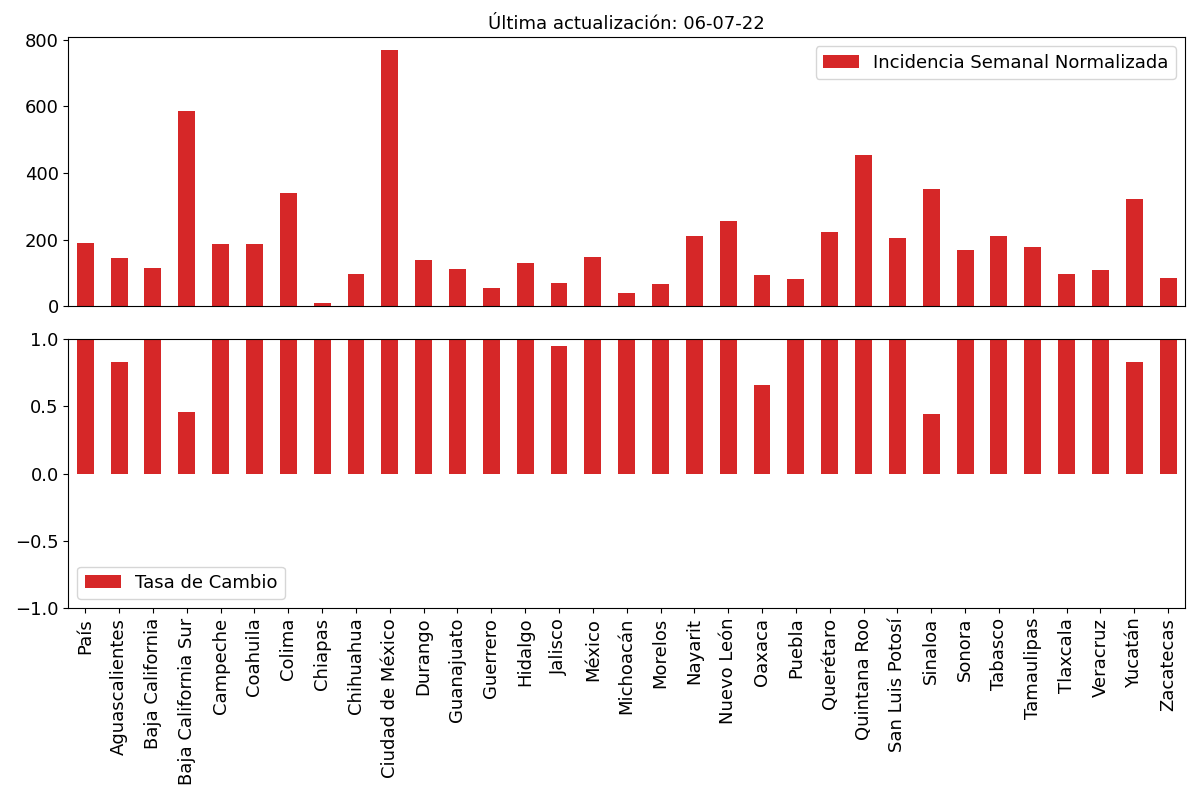 Última actualización: 06-07-22
800
600
400
200
0
Incidencia Semanal Normalizada
1.0
0.5
0.0
−0.5
−1.0
Tasa de Cambio
País
Aguascalientes
Baja California
Baja California Sur
Campeche
Coahuila
Colima
Chiapas
Chihuahua
Ciudad de México
Durango
Guanajuato
Guerrero
Hidalgo
Jalisco
México
Michoacán
Morelos
Nayarit
Nuevo León
Oaxaca
Puebla
Querétaro
Quintana Roo
San Luis Potosí
Sinaloa
Sonora
Tabasco
Tamaulipas
Tlaxcala
Veracruz
Yucatán
Zacatecas